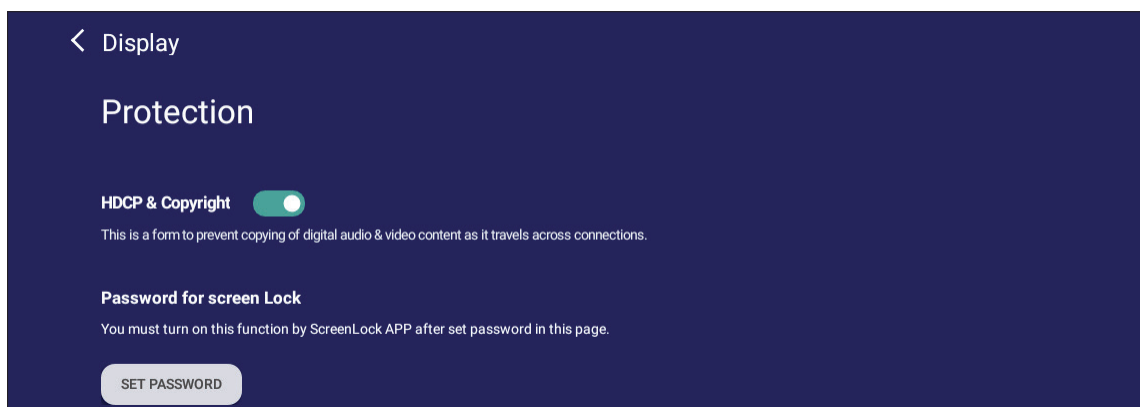 Display
Protection
HDCP & Copyright
This is a form to prevent copying of digital audio & video content as it travels across connections.
Password for screen Lock
You must turn on this function by ScreenLock APP after set password in this page.
SET PASSWORD